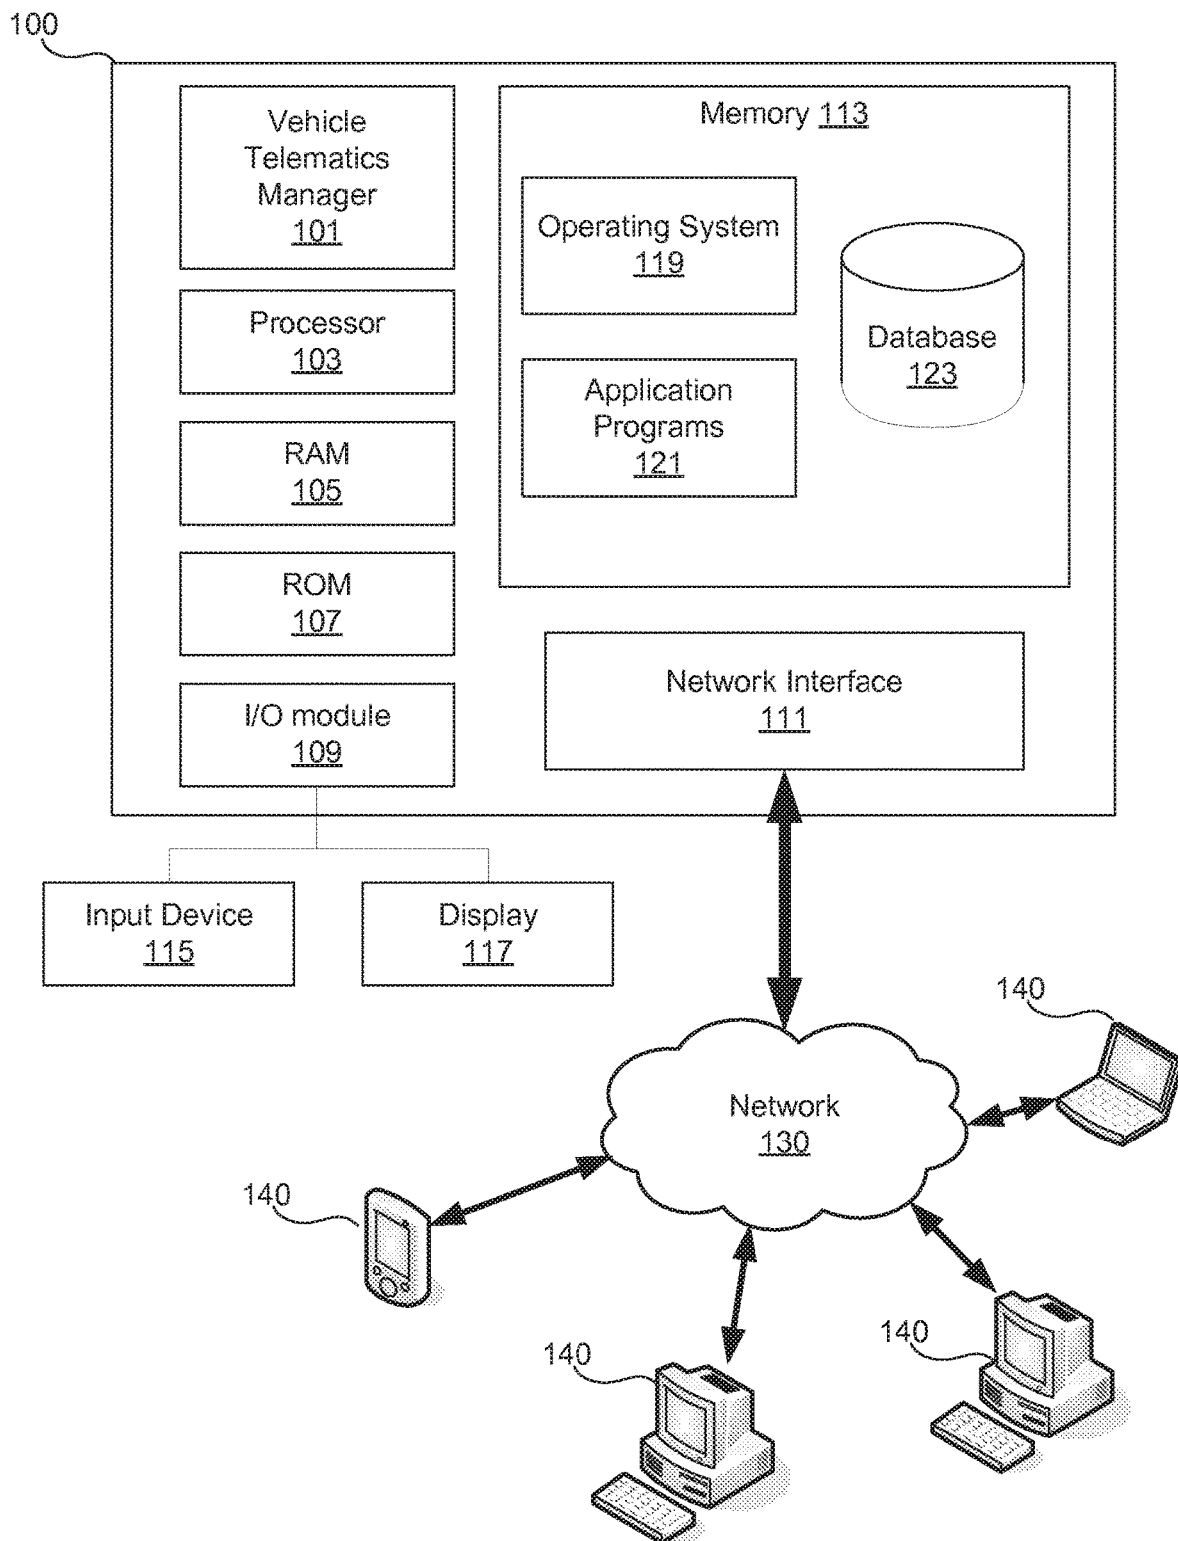 100
Vehicle
Telematics
Manager
101
Processor
103
RAM
105
ROM
107
I/O module
109
Memory 113
Operating System
119
Application
Programs
121
Database
123
Network Interface
111
Input Device
115
Display
117
Network
130
140
140
140
140